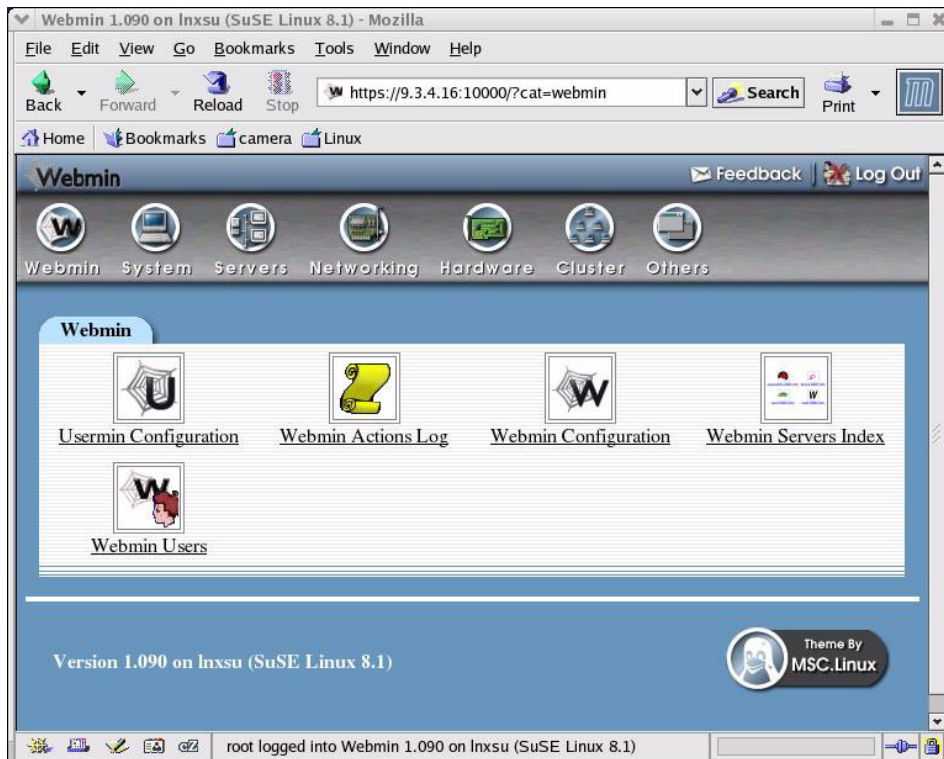 Webmin 1.090 on lnxsu (SuSE Linux 8.1) - Mozilla
File Edit View Go Bookmarks Tools Window Help
Back Forward Reload Stop https://9.3.4.16:10000/?cat=webmin Search Print
Home Bookmarks camera Linux
Webmin Feedback Log Out
Webmin System Servers Networking Hardware Cluster Others
Webmin
Usermin Configuration Webmin Actions Log Webmin Configuration Webmin Servers Index
Webmin Users
Version 1.090 on lnxsu (SuSE Linux 8.1)
Theme By
MSC.Linux
root logged into Webmin 1.090 on lnxsu (SuSE Linux 8.1)